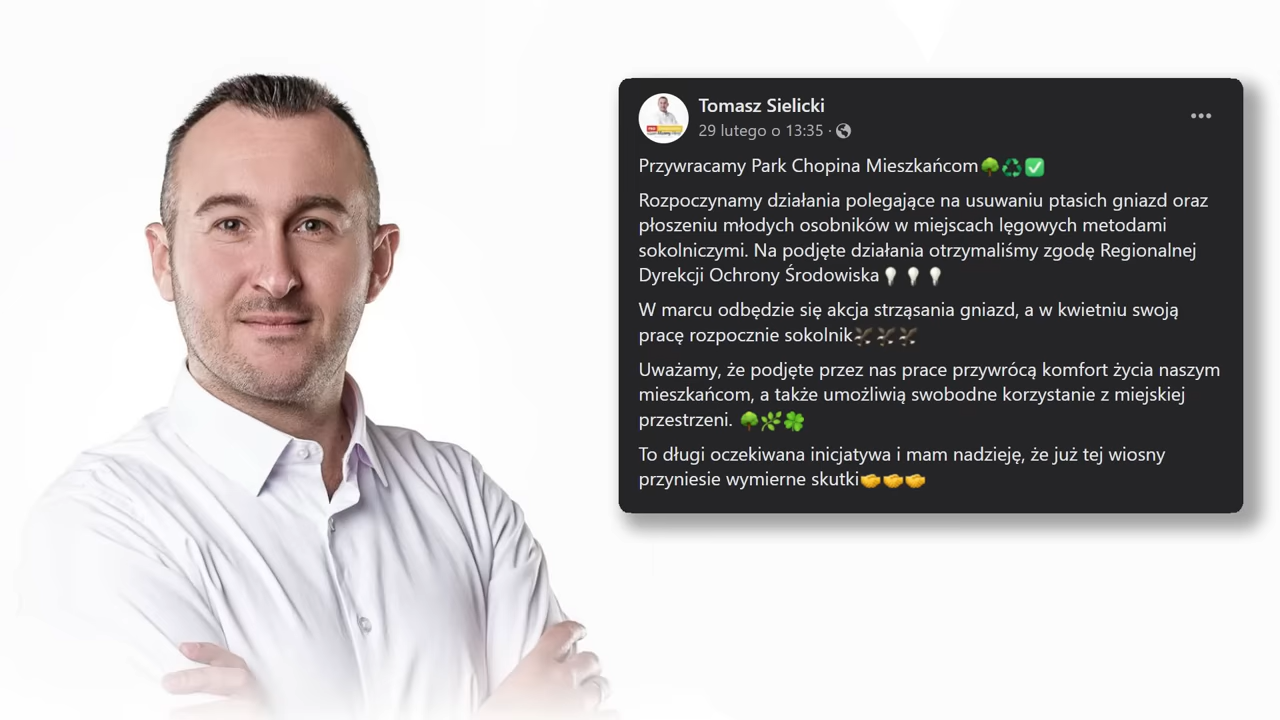 Tomasz Sielicki
29 lutego o 13:35 ·
Przywracamy Park Chopina Mieszkańcom🌳♻️✅
Rozpoczynamy działania polegające na usuwaniu ptasich gniazd oraz
płoszeniu młodych osobników w miejscach lęgowych metodami
sokolniczymi. Na podjęte działania otrzymaliśmy zgodę Regionalnej
Dyrekcji Ochrony Środowiska
W marcu odbędzie się akcja strząsania gniazd, a w kwietniu swoją
pracę rozpocznie sokolnik
Uważamy, że podjęte przez nas prace przywrócą komfort życia naszym
mieszkańcom, a także umożliwią swobodne korzystanie z miejskiej
przestrzeni. 🌳🌿🍀
To długi oczekiwana inicjatywa i mam nadzieję, że już tej wiosny
przyniesie wymierne skutki🤝🤝🤝